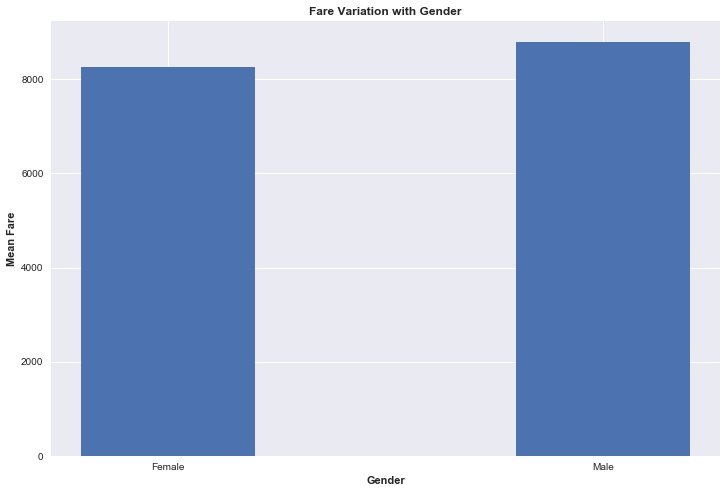 Fare Variation with Gender
8000
6000
4000
2000
0
Mean Fare
Female
Male
Gender